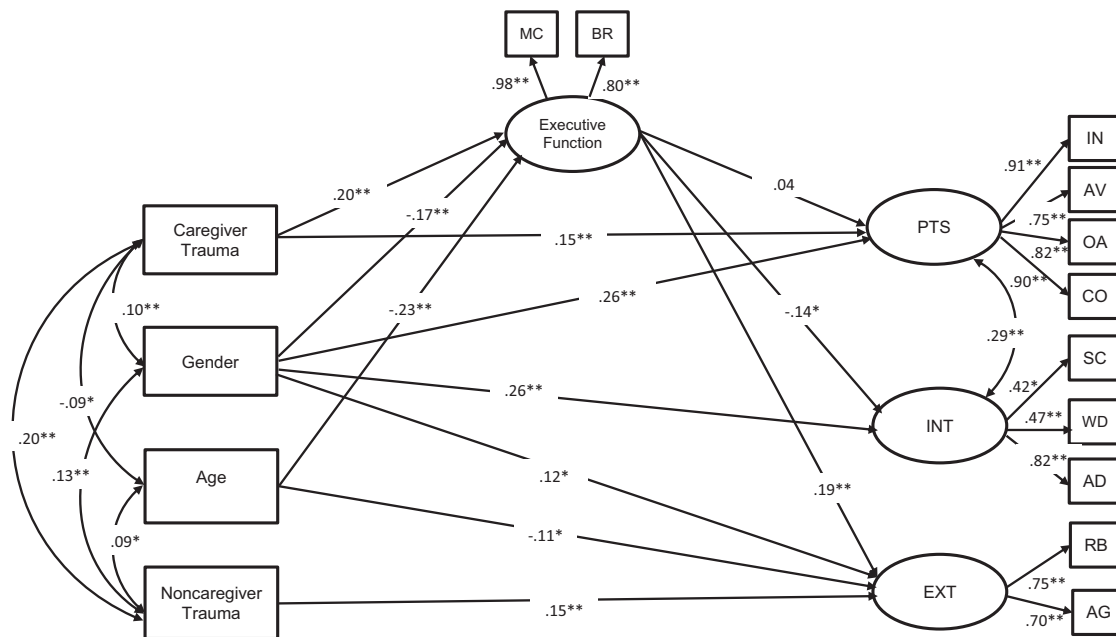 MC
BR
.98**
.80**
Executive
Function
IN
.91**
AV
.04
.20**
-.17**
.75**
Caregiver
Trauma
PTS
OA
.15**
.82**
.90**
CO
.26**
.10**
-.23**
-.14*
.29**
SC
Gender
.42*
-.09*
.26**
INT
.47**
WD
.20**
.82**
.13**
Age
.12*
.19**
AD
.09*
-.11*
RB
Noncaregiver
Trauma
.15**
EXT
.75**
.70**
AG